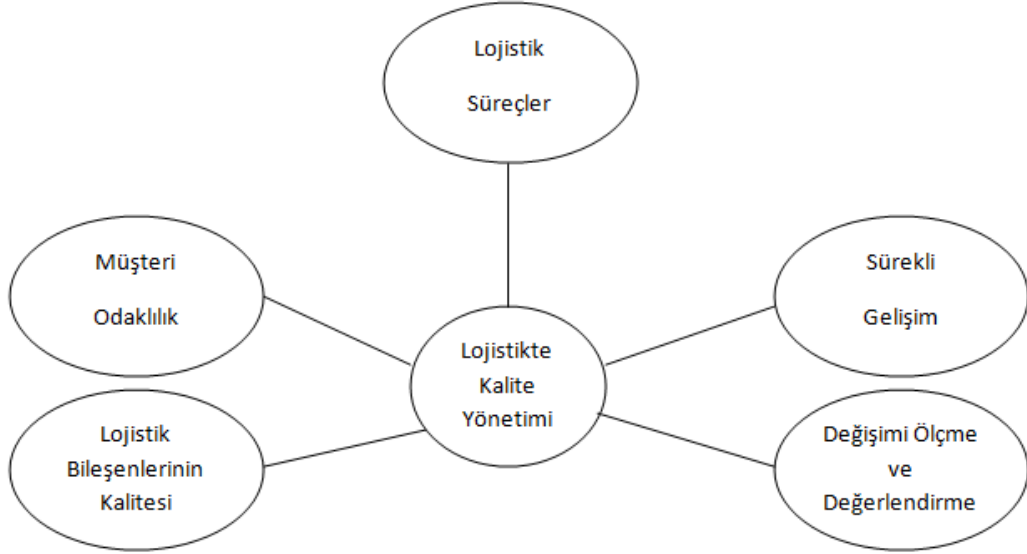 Lojistik
Süreçler
Müşteri
Odaklılık
Sürekli
Gelişim
Lojistikte
Kalite
Yönetimi
Lojistik
Bileşenlerinin
Kalitesi
Değişimi Ölçme
ve
Değerlendirme